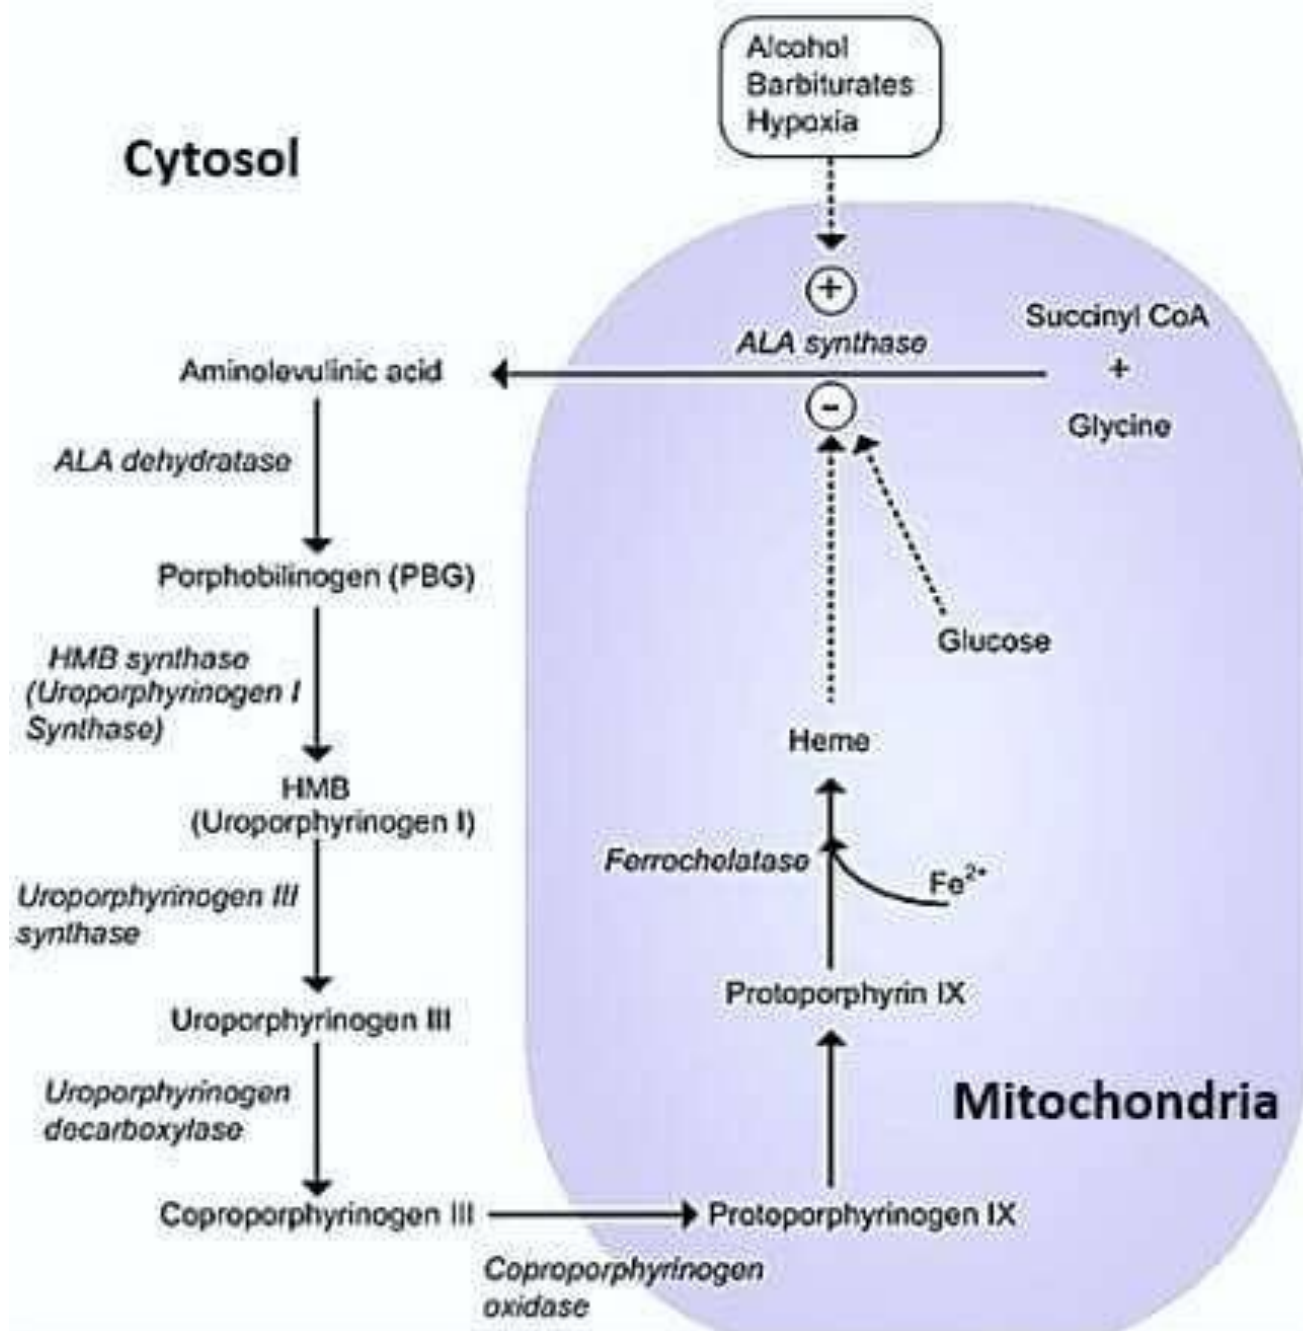 Alcohol
Barbiturates
Hypoxia
Cytosol
Succinyl CoA
+
Glycine
+
ALA synthase
-
Aminolevulinic acid
ALA dehydratase
Porphobilinogen (PBG)
HMB synthase
(Uroporphyrinogen I
Synthase)
HMB
(Uroporphyrinogen I)
Uroporphyrinogen III
synthase
Uroporphyrinogen III
Uroporphyrinogen
decarboxylase
Coproporphyrinogen III
Coproporphyrinogen
oxidase
Protoporphyrinogen IX
Protoporphyrin IX
Ferrochelatase
Fe²⁺
Heme
Glucose
Mitochondria